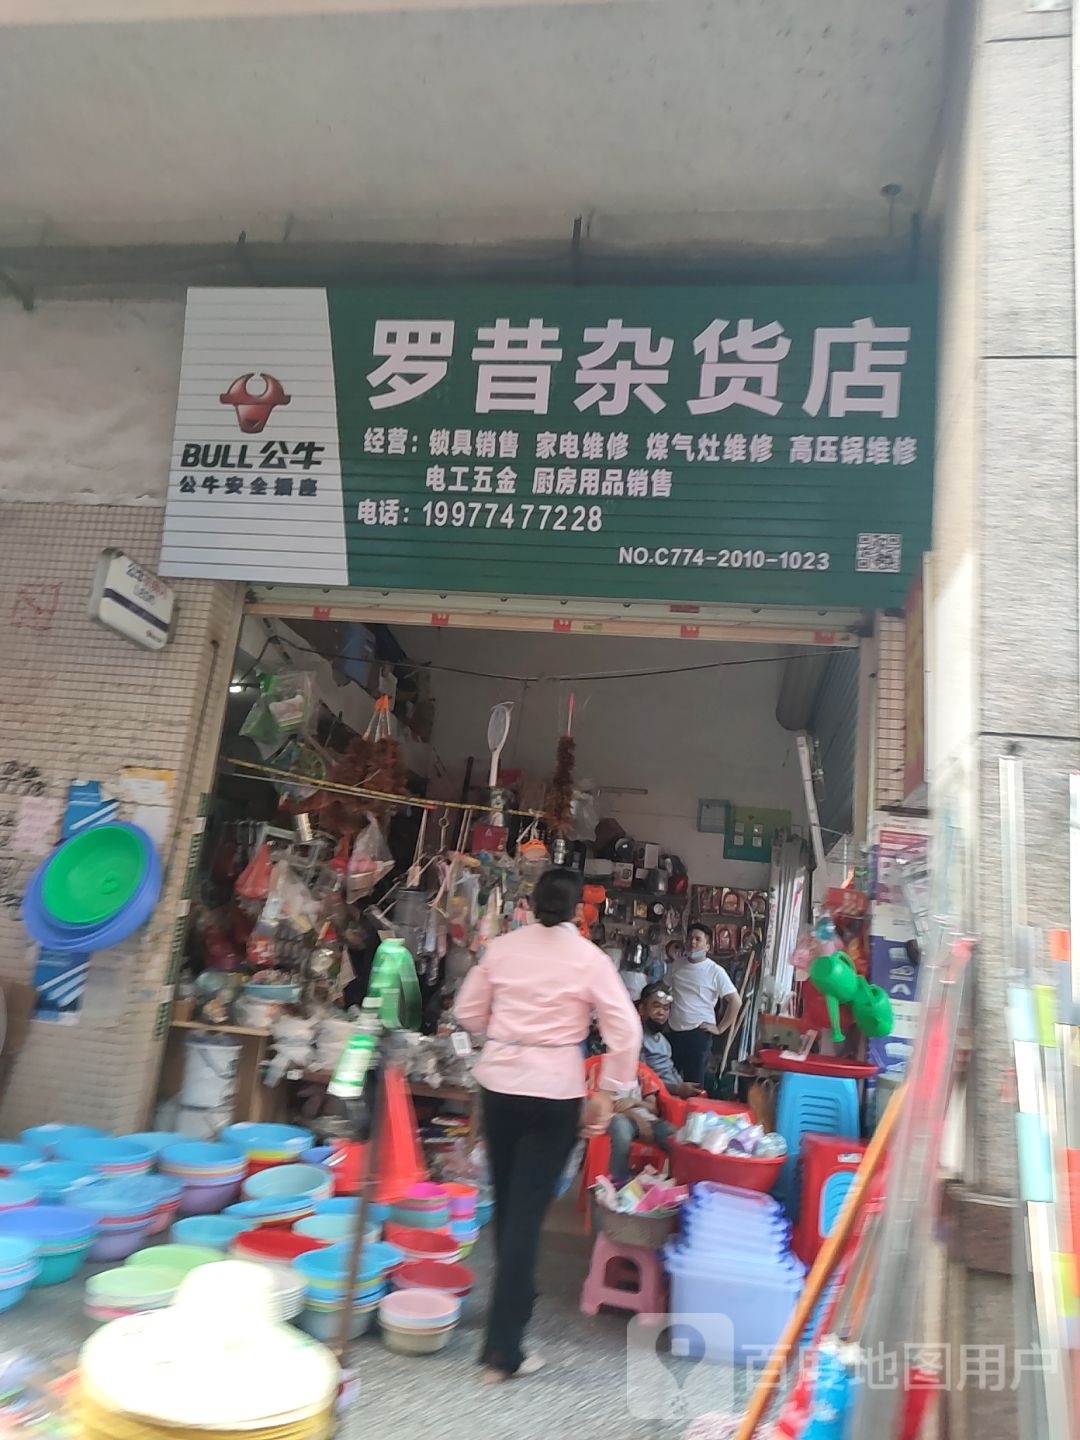 罗昔杂货店
BULL公牛
公牛安全插座
经营：锁具销售 家电维修 煤气灶维修 高压锅维修
电工五金 厨房用品销售
电话：19977477228
NO.C774-2010-1023
百度地图用户